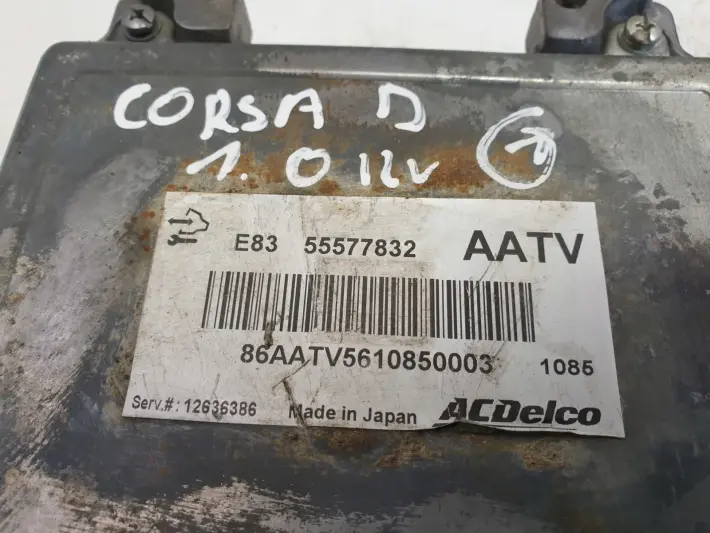 CORSA D
1.0 12V
E83 55577832 AATV
86AATV5610850003 1085
Serv.#: 12636386 Made in Japan ACDelco